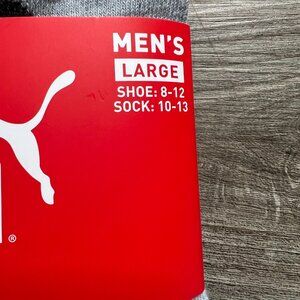 MEN'S
LARGE
SHOE: 8-12
SOCK: 10-13
®